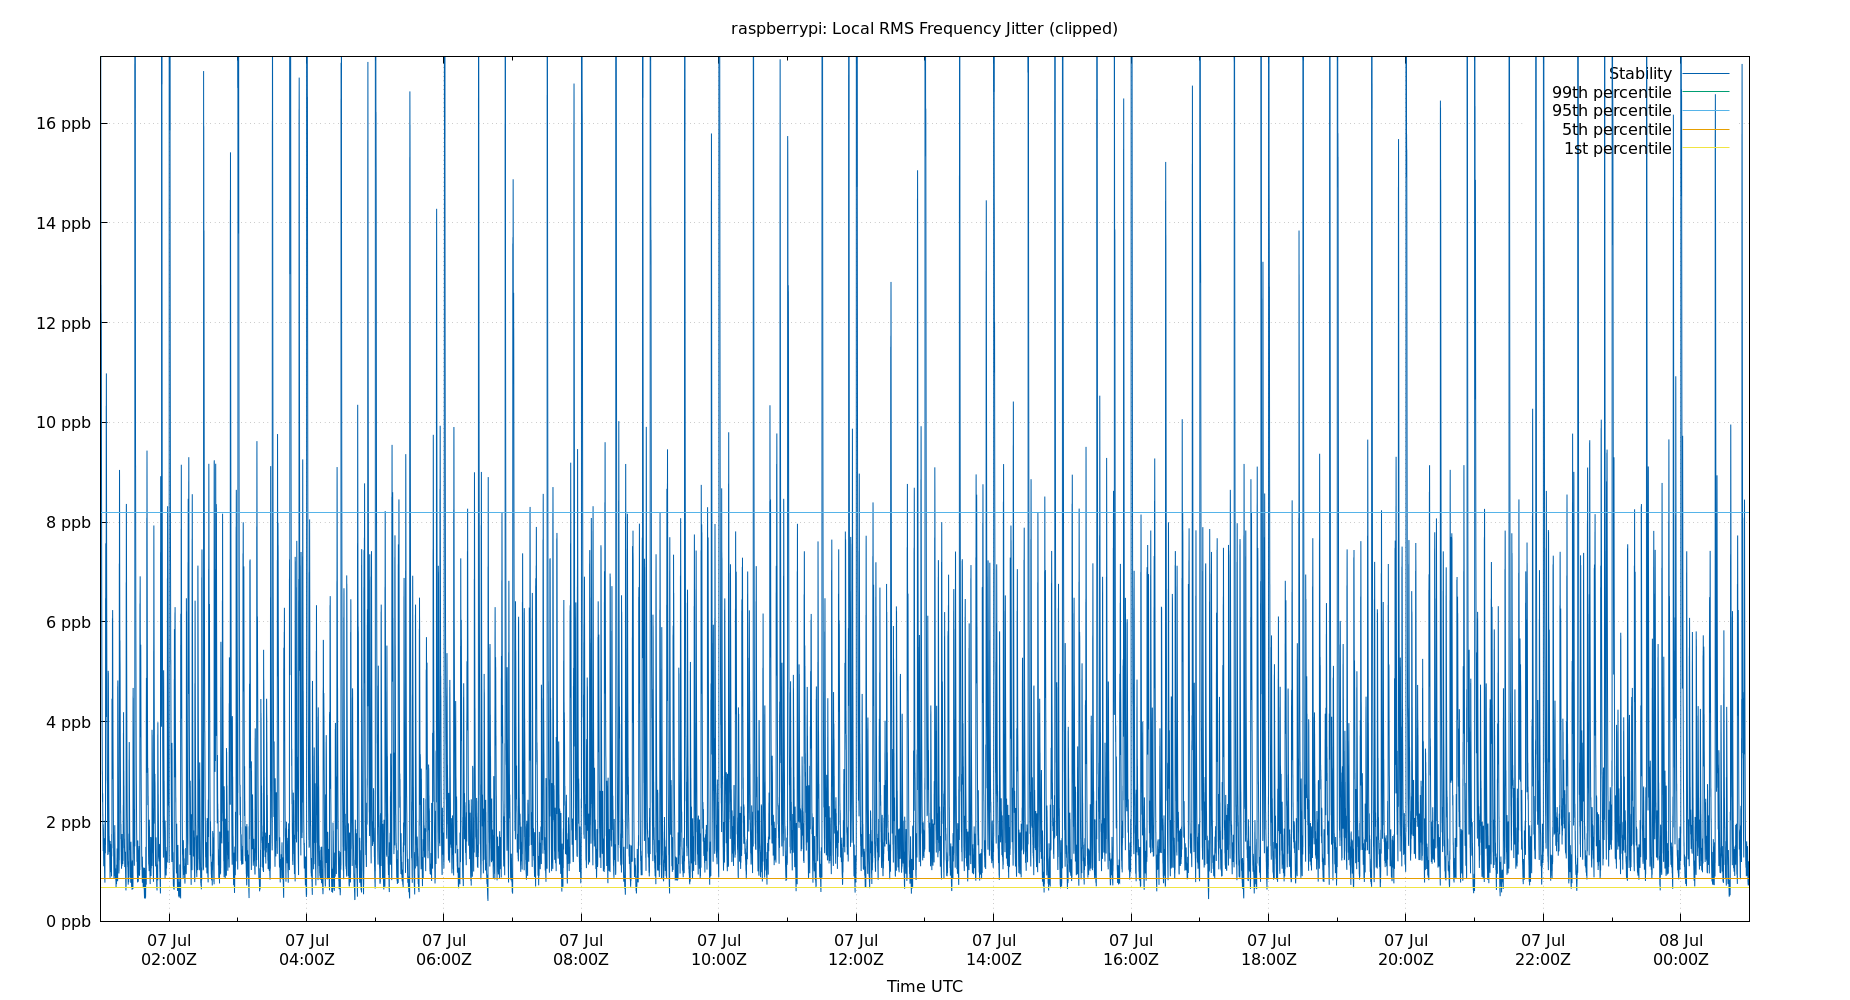 raspberrypi: Local RMS Frequency Jitter (clipped)
Stability
99th percentile
95th percentile
5th percentile
1st percentile
16 ppb
14 ppb
12 ppb
10 ppb
8 ppb
6 ppb
4 ppb
2 ppb
0 ppb
07 Jul 07 Jul 07 Jul 07 Jul 07 Jul 07 Jul 07 Jul 07 Jul 07 Jul 07 Jul 07 Jul 08 Jul
02:00Z 04:00Z 06:00Z 08:00Z 10:00Z 12:00Z 14:00Z 16:00Z 18:00Z 20:00Z 22:00Z 00:00Z
Time UTC